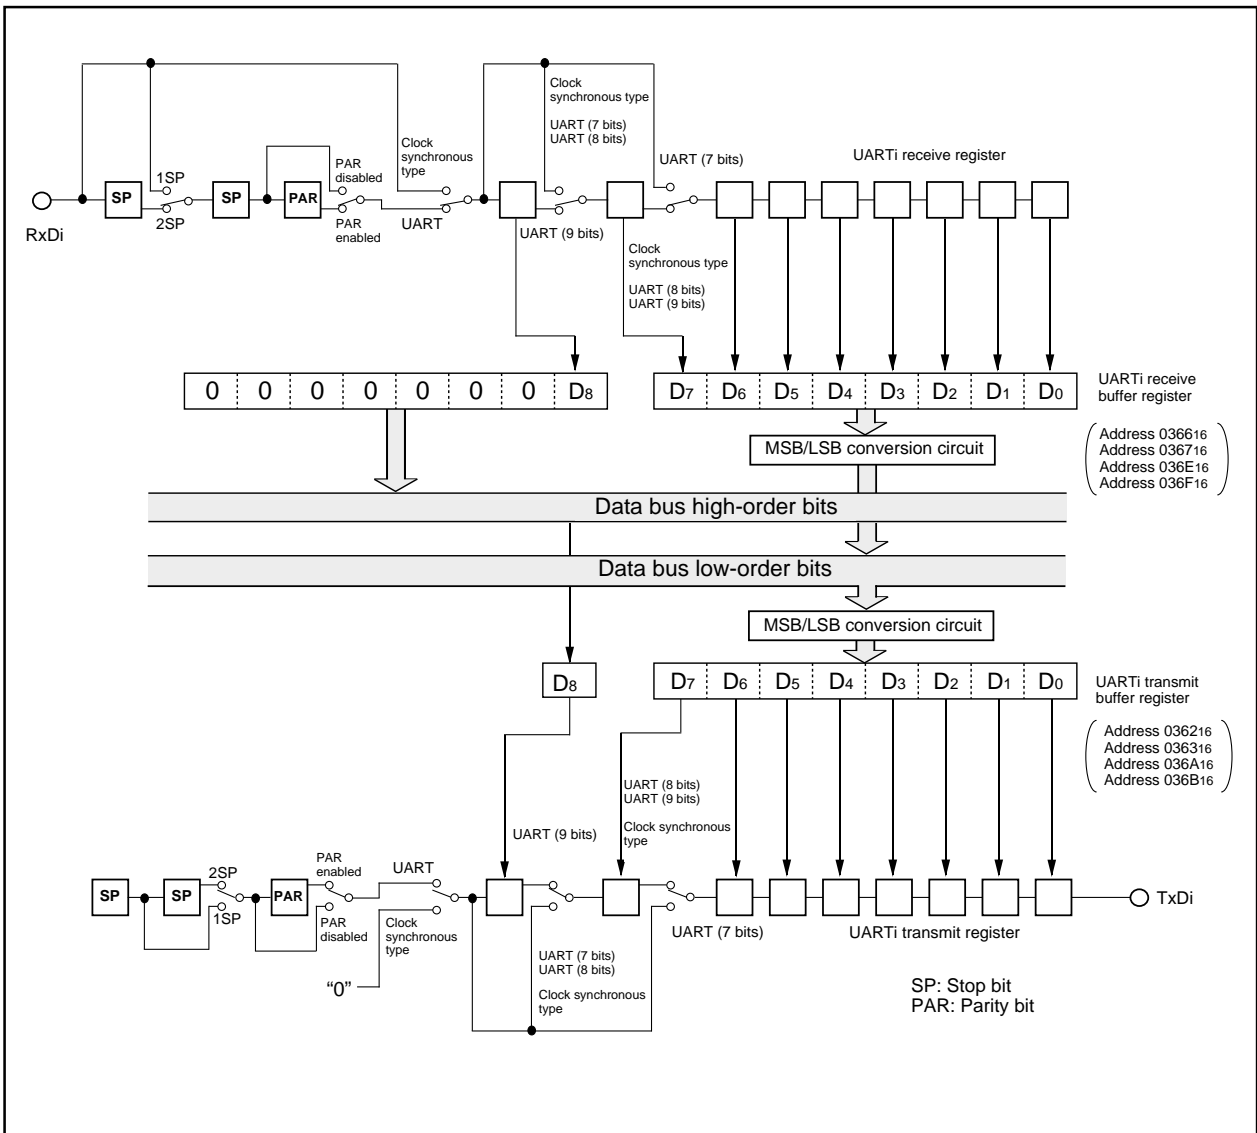 Clock
synchronous type
UART (7 bits)
UART (8 bits)
1SP
PAR
disabled
Clock
synchronous
type
UART (7 bits)
UARTi receive register
SP
SP
PAR
RxDi
2SP
PAR
enabled
UART
UART (9 bits)
Clock
synchronous type
UART (8 bits)
UART (9 bits)
0 0 0 0 0 0 0 D8
D7 D6 D5 D4 D3 D2 D1 D0
UARTi receive
buffer register
MSB/LSB conversion circuit
Address 036616
Address 036716
Address 036E16
Address 036F16
Data bus high-order bits
Data bus low-order bits
MSB/LSB conversion circuit
D8
D7 D6 D5 D4 D3 D2 D1 D0
UARTi transmit
buffer register
Address 036216
Address 036316
Address 036A16
Address 036B16
UART (8 bits)
UART (9 bits)
Clock synchronous
type
UART (9 bits)
2SP
PAR
enabled
UART
SP
SP
PAR
TxDi
1SP
PAR
disabled
Clock
synchronous
type
UART (7 bits)
UARTi transmit register
UART (7 bits)
UART (8 bits)
Clock synchronous
type
“0”
SP: Stop bit
PAR: Parity bit